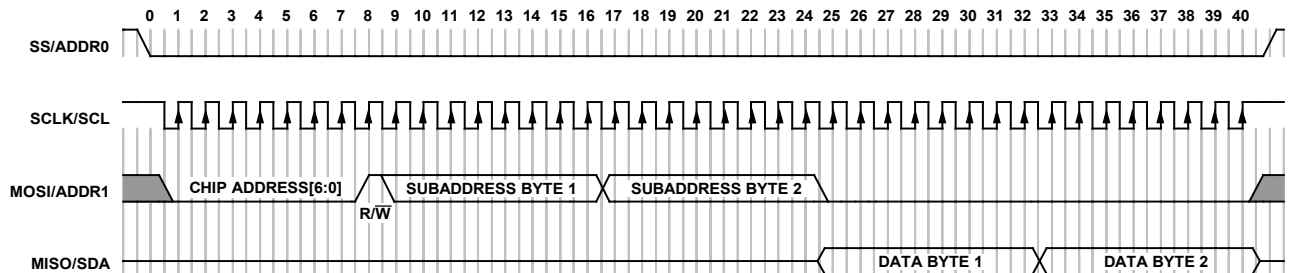 0 1 2 3 4 5 6 7 8 9 10 11 12 13 14 15 16 17 18 19 20 21 22 23 24 25 26 27 28 29 30 31 32 33 24 35 36 37 38 39 40
SS/ADDR0
SCLK/SCL
MOSI/ADDR1 CHIP ADDRESS[6:0] SUBADDRESS BYTE 1 SUBADDRESS BYTE 2
R/W̅
MISO/SDA DATA BYTE 1 DATA BYTE 2